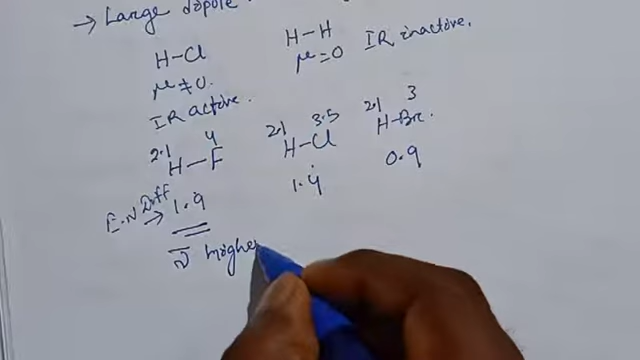 → Large dipole
H-Cl
μ ≠ 0.
IR active.
H-H
μ = 0 IR inactive.
2.1 4
H-F
2.1 3.5
H-Cl
2.1 3
H-Br.
E.N Diff → 1.9
1.4
0.9
ν̄ higher